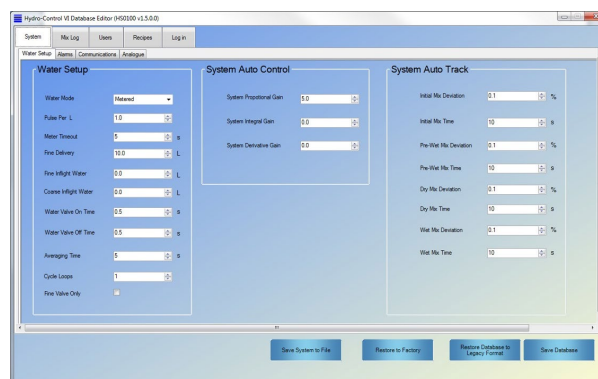 Hydro-Control VI Database Editor (HS0100 v1.5.0.0)
System Mix Log Users Recipes Log in
Water Setup Alarms Communications Analogue
Water Setup
Water Mode Metered
Pulse Per L 1.0
Meter Timeout 5 s
Fine Delivery 10.0 L
Fine Inflight Water 0.0 L
Coarse Inflight Water 0.0 L
Water Valve On Time 0.5 s
Water Valve Off Time 0.5 s
Averaging Time 5 s
Cycle Loops 1
Fine Valve Only
System Auto Control
System Propotional Gain 5.0
System Integral Gain 0.0
System Derivative Gain 0.0
System Auto Track
Initial Mix Deviation 0.1 %
Initial Mix Time 10 s
Pre-Wet Mix Deviation 0.1 %
Pre-Wet Mix Time 10 s
Dry Mix Deviation 0.1 %
Dry Mix Time 10 s
Wet Mix Deviation 0.1 %
Wet Mix Time 10 s
Save System to File
Restore to Factory
Restore Database to
Legacy Format
Save Database